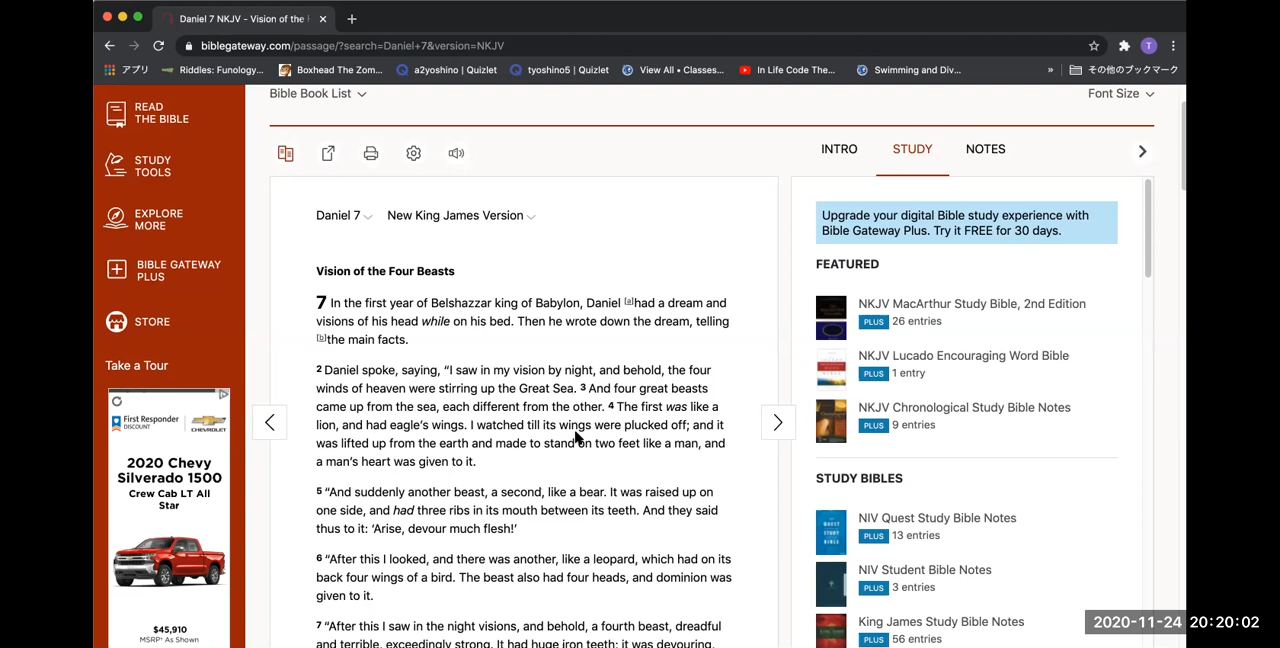 Daniel 7 NKJV - Vision of the F
biblegateway.com/passage/?search=Daniel+7&version=NKJV
T
アプリ
Riddles: Funology...
Boxhead The Zom...
a2yoshino | Quizlet
tyoshino5 | Quizlet
View All • Classes...
In Life Code The...
Swimming and Div...
»
その他のブックマーク
READ
THE BIBLE
STUDY
TOOLS
EXPLORE
MORE
BIBLE GATEWAY
PLUS
STORE
Take a Tour
First Responder
DISCOUNT
CHEVROLET
2020 Chevy
Silverado 1500
Crew Cab LT All
Star
$45,910
MSRP† As Shown
Bible Book List
Font Size
Daniel 7
New King James Version
Vision of the Four Beasts
7 In the first year of Belshazzar king of Babylon, Daniel [a]had a dream and
visions of his head while on his bed. Then he wrote down the dream, telling
[b]the main facts.
2 Daniel spoke, saying, “I saw in my vision by night, and behold, the four
winds of heaven were stirring up the Great Sea. 3 And four great beasts
came up from the sea, each different from the other. 4 The first was like a
lion, and had eagle’s wings. I watched till its wings were plucked off; and it
was lifted up from the earth and made to stand on two feet like a man, and
a man’s heart was given to it.
5 “And suddenly another beast, a second, like a bear. It was raised up on
one side, and had three ribs in its mouth between its teeth. And they said
thus to it: ‘Arise, devour much flesh!’
6 “After this I looked, and there was another, like a leopard, which had on its
back four wings of a bird. The beast also had four heads, and dominion was
given to it.
7 “After this I saw in the night visions, and behold, a fourth beast, dreadful
and terrible, exceedingly strong. It had huge iron teeth; it was devouring,
INTRO
STUDY
NOTES
Upgrade your digital Bible study experience with
Bible Gateway Plus. Try it FREE for 30 days.
FEATURED
NKJV MacArthur Study Bible, 2nd Edition
PLUS 26 entries
NKJV Lucado Encouraging Word Bible
PLUS 1 entry
NKJV Chronological Study Bible Notes
PLUS 9 entries
STUDY BIBLES
NIV Quest Study Bible Notes
PLUS 13 entries
NIV Student Bible Notes
PLUS 3 entries
King James Study Bible Notes
PLUS 56 entries
2020-11-24 20:20:02